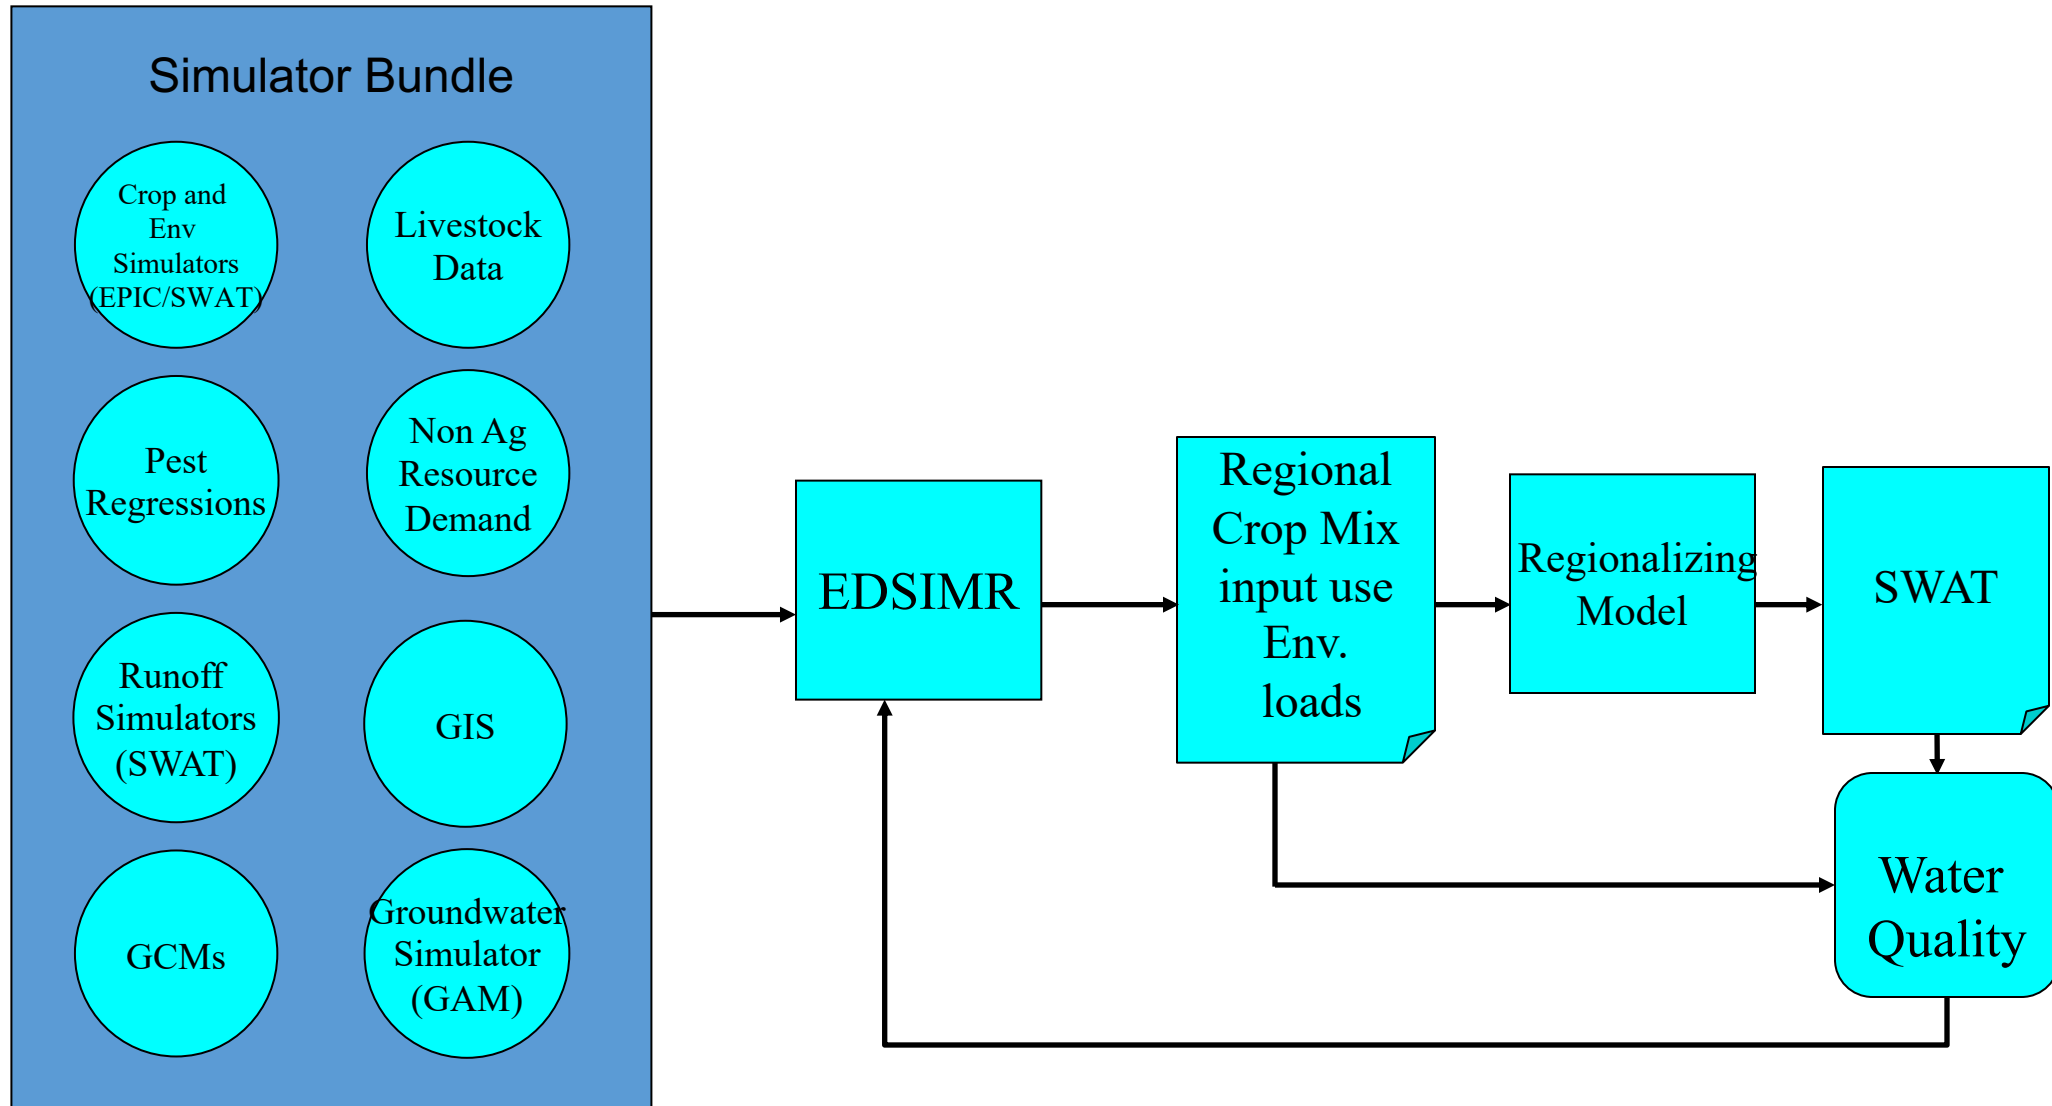 Simulator Bundle
Crop and
Env
Simulators
(EPIC/SWAT)
Livestock
Data
Pest
Regressions
Non Ag
Resource
Demand
Runoff
Simulators
(SWAT)
GIS
GCMs
Groundwater
Simulator
(GAM)
EDSIMR
Regional
Crop Mix
input use
Env.
loads
Regionalizing
Model
SWAT
Water
Quality